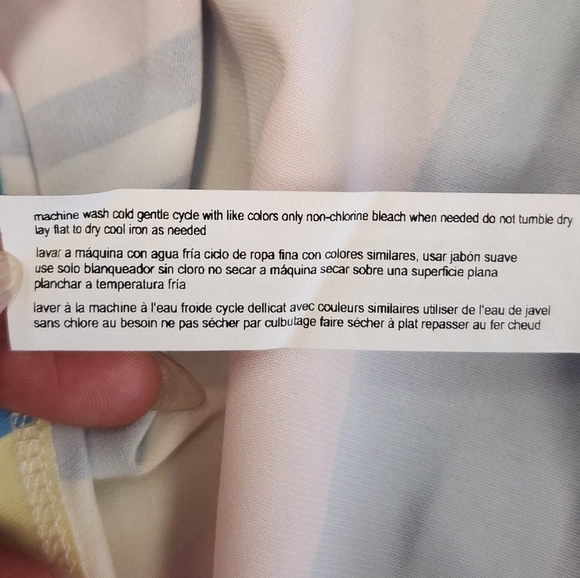 machine wash cold gentle cycle with like colors only non-chlorine bleach when needed do not tumble dry
lay flat to dry cool iron as needed
lavar a máquina con agua fría ciclo de ropa fina con colores similares, usar jabón suave
use solo blanqueador sin cloro no secar a máquina secar sobre una superficie plana
planchar a temperatura fría
laver à la machine à l'eau froide cycle dellicat avec couleurs similaires utiliser de l'eau de javel
sans chlore au besoin ne pas sécher par culbutage faire sécher à plat repasser au fer cheud